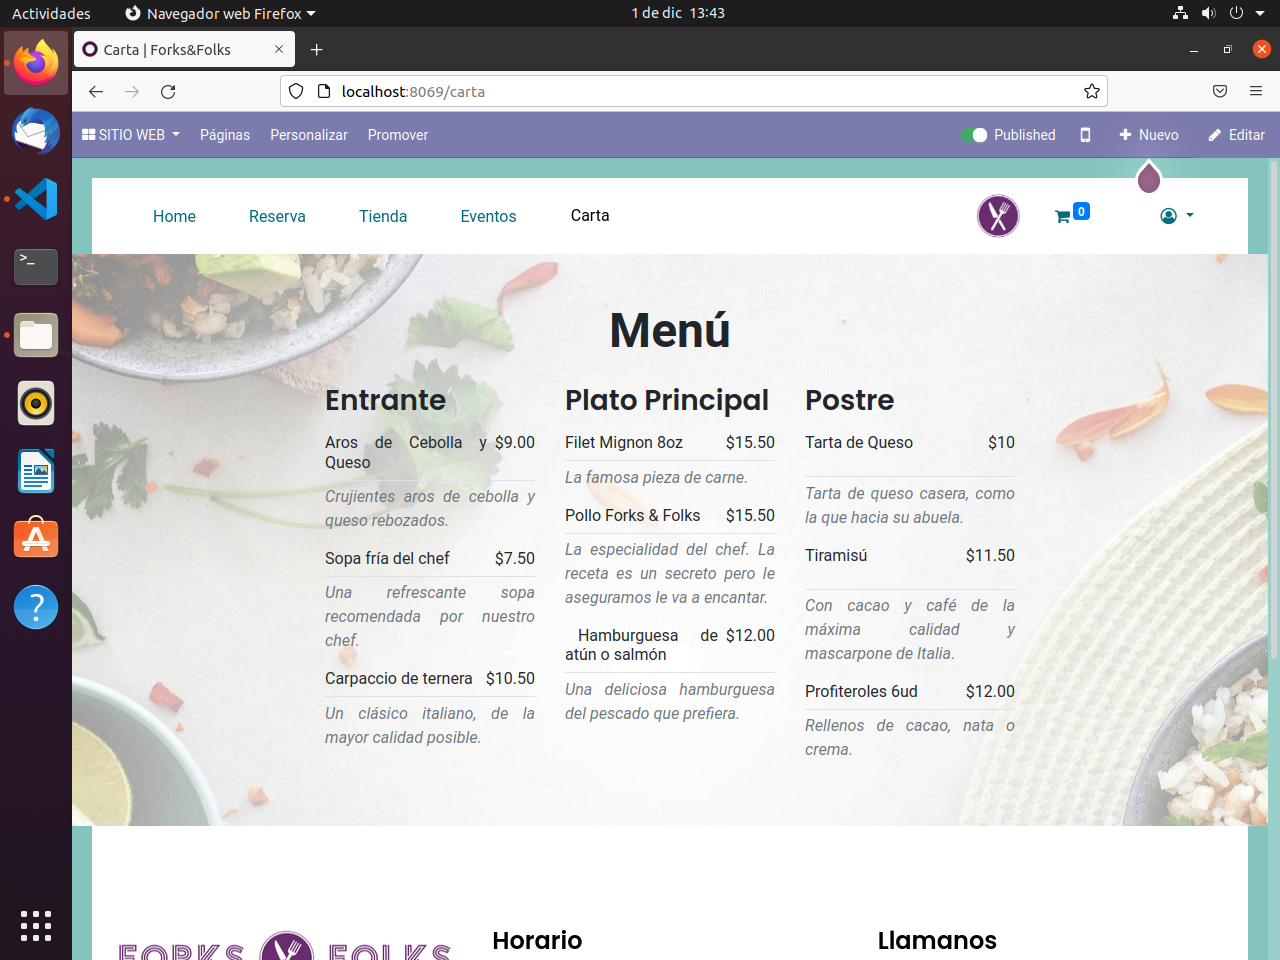 Actividades
Navegador web Firefox
1 de dic 13:43
Carta | Forks&Folks
localhost:8069/carta
SITIO WEB
Páginas
Personalizar
Promover
Published
Nuevo
Editar
Home
Reserva
Tienda
Eventos
Carta
0
Menú
Entrante
Aros de Cebolla y $9.00
Queso
Crujientes aros de cebolla y
queso rebozados.
Sopa fría del chef $7.50
Una refrescante sopa
recomendada por nuestro
chef.
Carpaccio de ternera $10.50
Un clásico italiano, de la
mayor calidad posible.
Plato Principal
Filet Mignon 8oz $15.50
La famosa pieza de carne.
Pollo Forks & Folks $15.50
La especialidad del chef. La
receta es un secreto pero le
aseguramos le va a encantar.
Hamburguesa de $12.00
atún o salmón
Una deliciosa hamburguesa
del pescado que prefiera.
Postre
Tarta de Queso $10
Tarta de queso casera, como
la que hacia su abuela.
Tiramisú $11.50
Con cacao y café de la
máxima calidad y
mascarpone de Italia.
Profiteroles 6ud $12.00
Rellenos de cacao, nata o
crema.
FORKS FOLKS
Horario
Llamanos